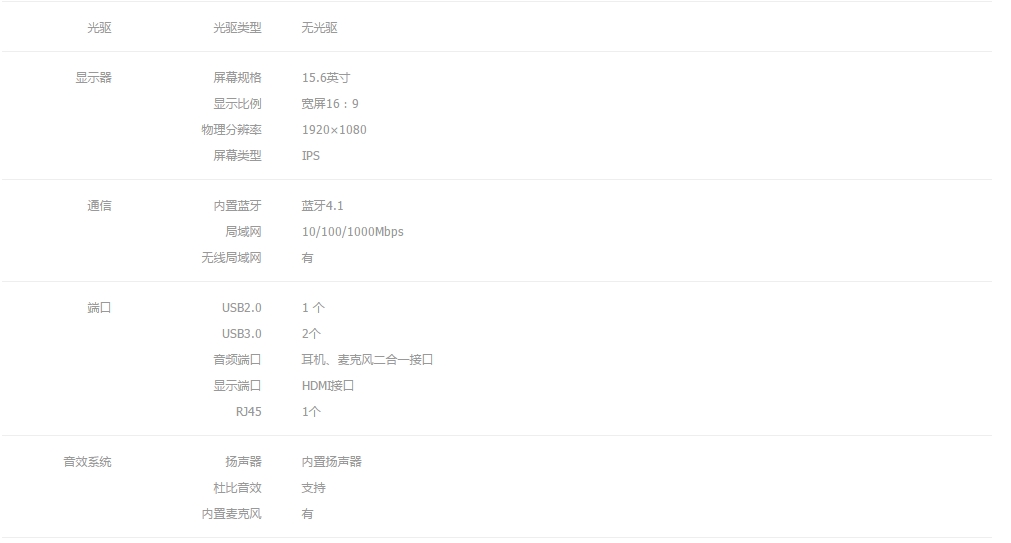 光驱 光驱类型 无光驱
显示器 屏幕规格 15.6英寸
显示比例 宽屏16：9
物理分辨率 1920×1080
屏幕类型 IPS
通信 内置蓝牙 蓝牙4.1
局域网 10/100/1000Mbps
无线局域网 有
端口 USB2.0 1 个
USB3.0 2个
音频端口 耳机、麦克风二合一接口
显示端口 HDMI接口
RJ45 1个
音效系统 扬声器 内置扬声器
杜比音效 支持
内置麦克风 有